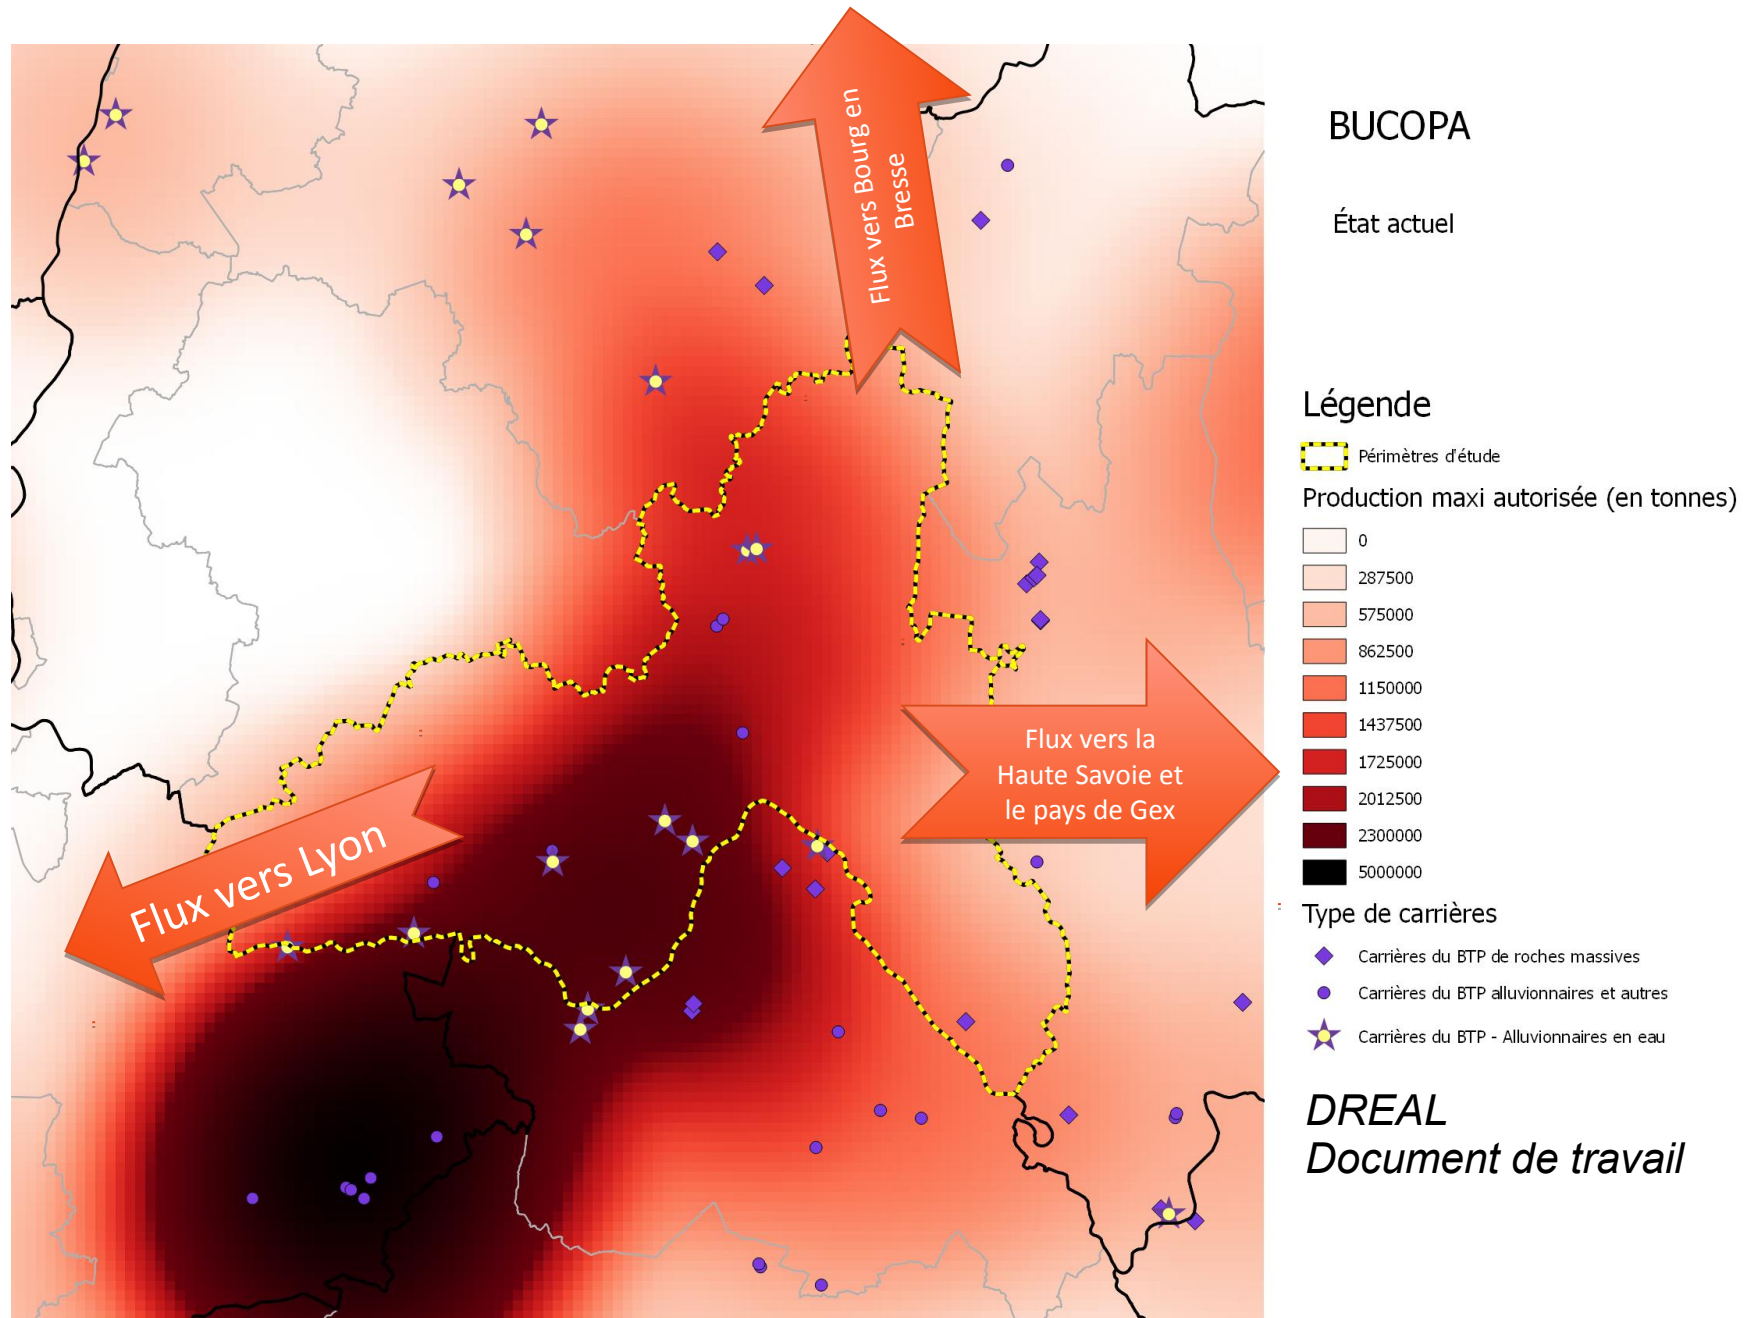 Flux vers Bourg en
Bresse
Flux vers la
Haute Savoie et
le pays de Gex
Flux vers Lyon
BUCOPA
État actuel
Légende
Périmètres d'étude
Production maxi autorisée (en tonnes)
0
287500
575000
862500
1150000
1437500
1725000
2012500
2300000
5000000
Type de carrières
Carrières du BTP de roches massives
Carrières du BTP alluvionnaires et autres
Carrières du BTP - Alluvionnaires en eau
DREAL
Document de travail